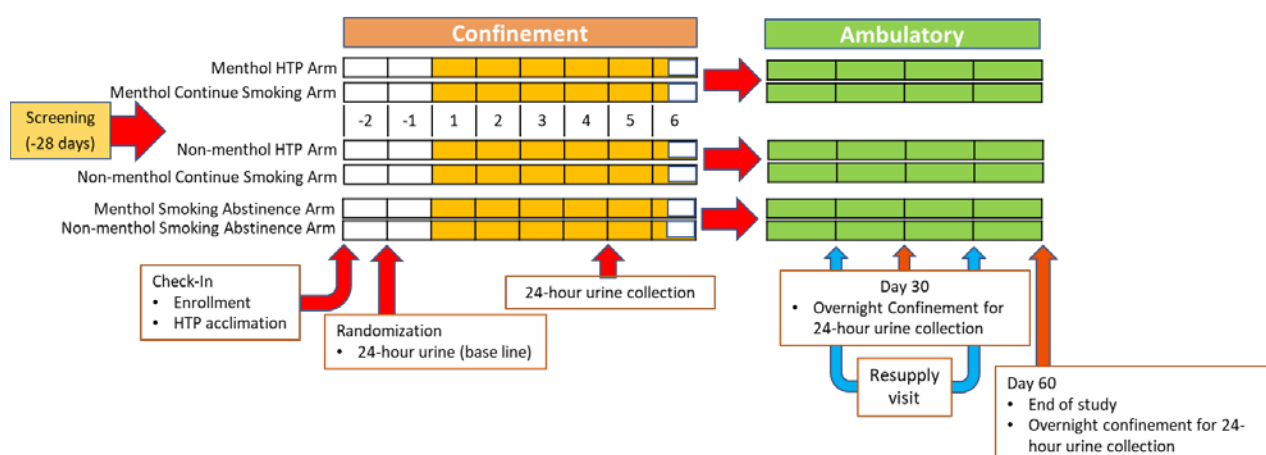 Confinement
Ambulatory
Menthol HTP Arm
Menthol Continue Smoking Arm
Screening
(-28 days)
-2 -1 1 2 3 4 5 6
Non-menthol HTP Arm
Non-menthol Continue Smoking Arm
Menthol Smoking Abstinence Arm
Non-menthol Smoking Abstinence Arm
Check-In
• Enrollment
• HTP acclimation
Randomization
• 24-hour urine (base line)
24-hour urine collection
Day 30
• Overnight Confinement for
24-hour urine collection
Resupply
visit
Day 60
• End of study
• Overnight confinement for 24-
hour urine collection